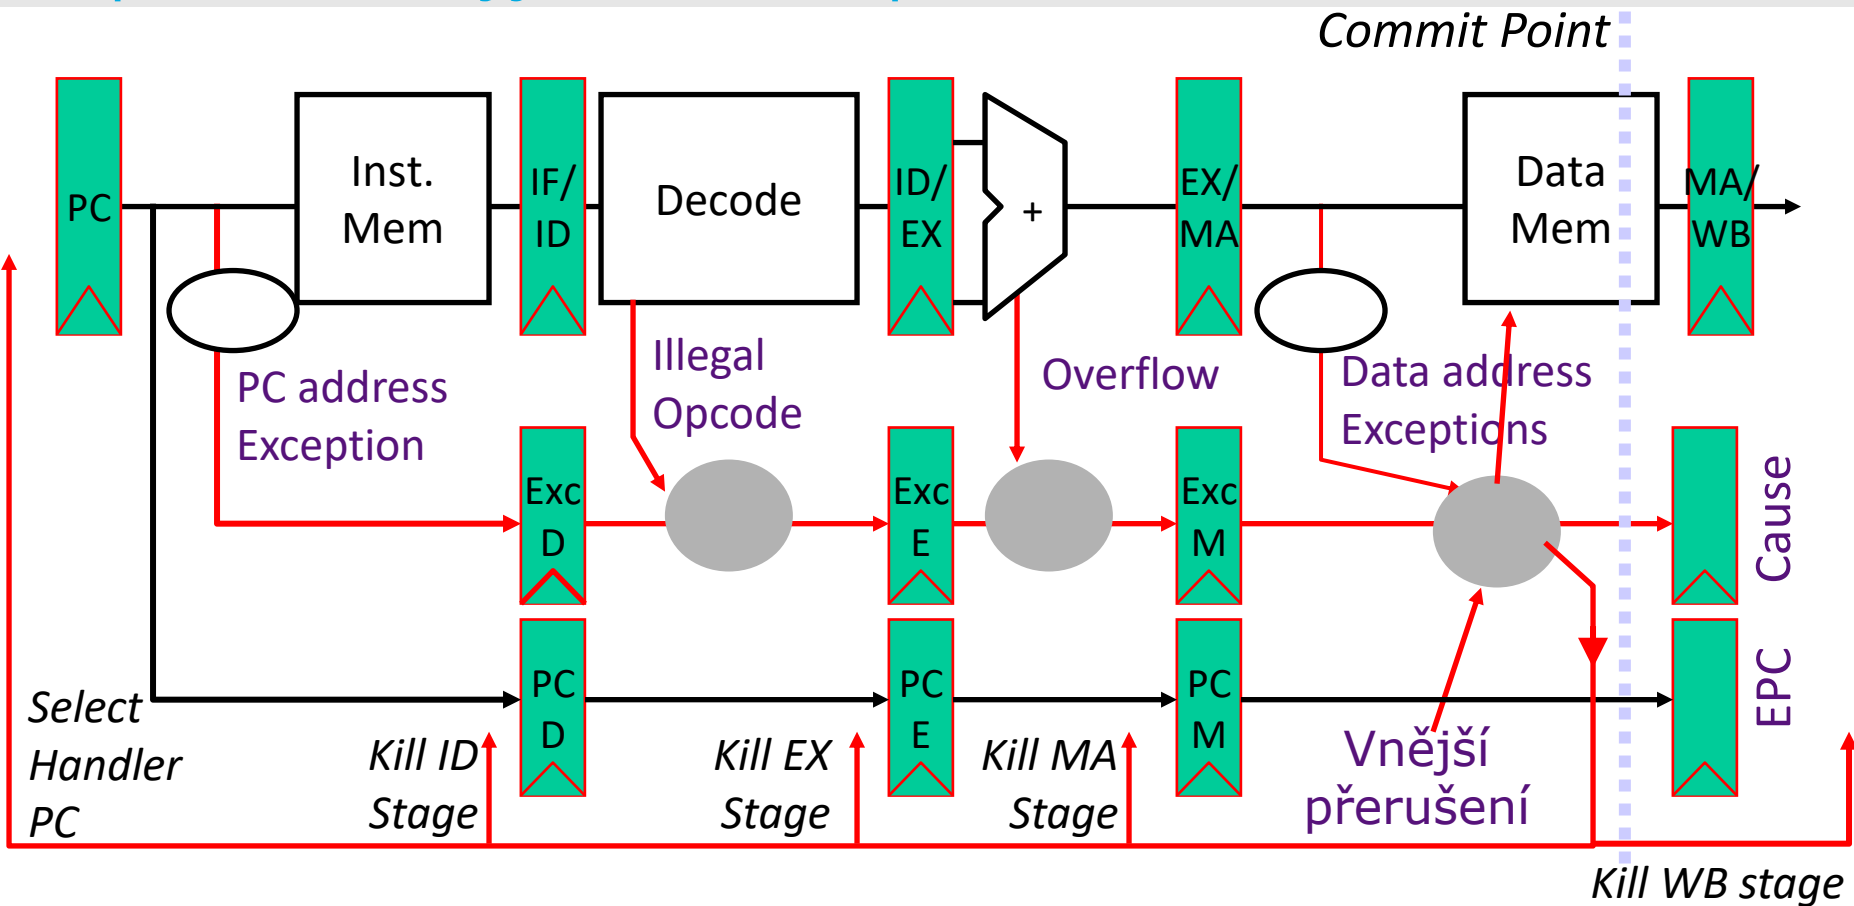 Commit Point
PC
Inst.
Mem
IF/
ID
Decode
ID/
EX
+
EX/
MA
Data
Mem
MA/
WB
PC address
Exception
Illegal
Opcode
Overflow
Data address
Exceptions
Exc
D
Exc
E
Exc
M
Cause
PC
D
PC
E
PC
M
EPC
Select
Handler
PC
Kill ID
Stage
Kill EX
Stage
Kill MA
Stage
Vnější
přerušení
Kill WB stage